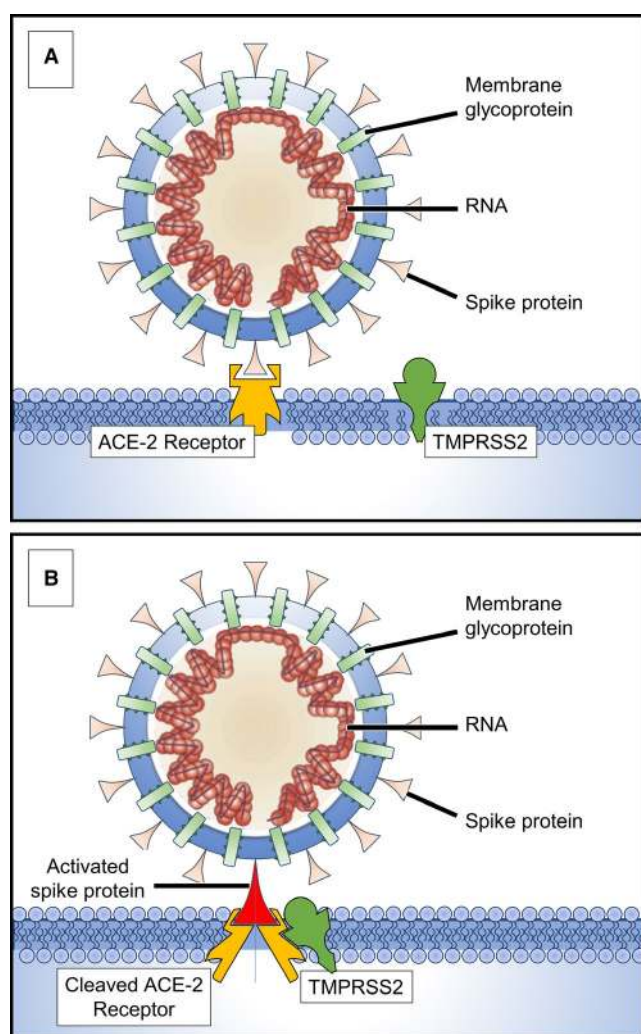 A
Membrane
glycoprotein
RNA
Spike protein
ACE-2 Receptor
TMPRSS2
B
Membrane
glycoprotein
RNA
Spike protein
Activated
spike protein
Cleaved ACE-2
Receptor
TMPRSS2